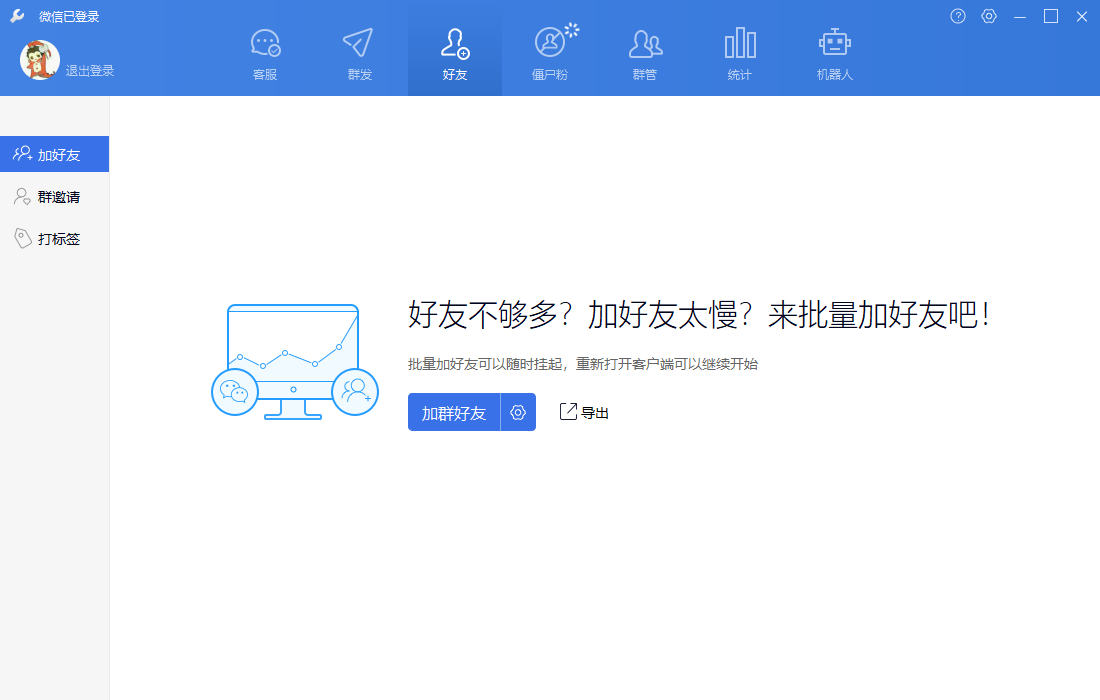 微信已登录
退出登录
客服
群发
好友
僵尸粉
群管
统计
机器人
加好友
群邀请
打标签
好友不够多？加好友太慢？来批量加好友吧！
批量加好友可以随时挂起，重新打开客户端可以继续开始
加群好友
导出